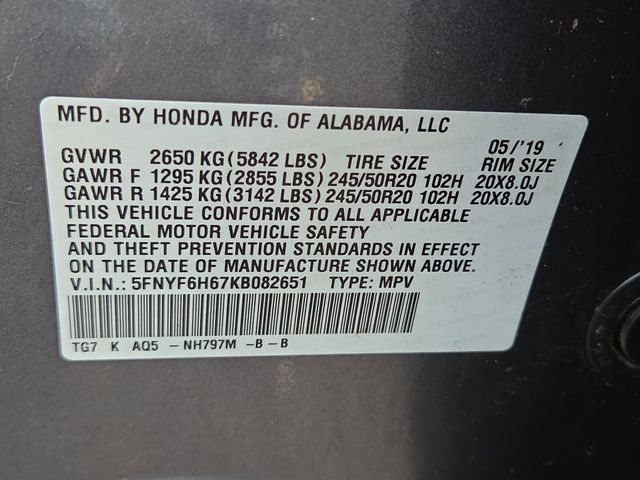 MFD. BY HONDA MFG. OF ALABAMA, LLC 05/'19
GVWR 2650 KG(5842 LBS) TIRE SIZE RIM SIZE
GAWR F 1295 KG(2855 LBS) 245/50R20 102H 20X8.0J
GAWR R 1425 KG(3142 LBS) 245/50R20 102H 20X8.0J
THIS VEHICLE CONFORMS TO ALL APPLICABLE
FEDERAL MOTOR VEHICLE SAFETY
AND THEFT PREVENTION STANDARDS IN EFFECT
ON DATE OF MANUFACTURE SHOWN ABOVE.
V.I.N.: 5FNYF6H67KB082651 TYPE: MPV
TG7 K AQ5 -NH797M -B-B